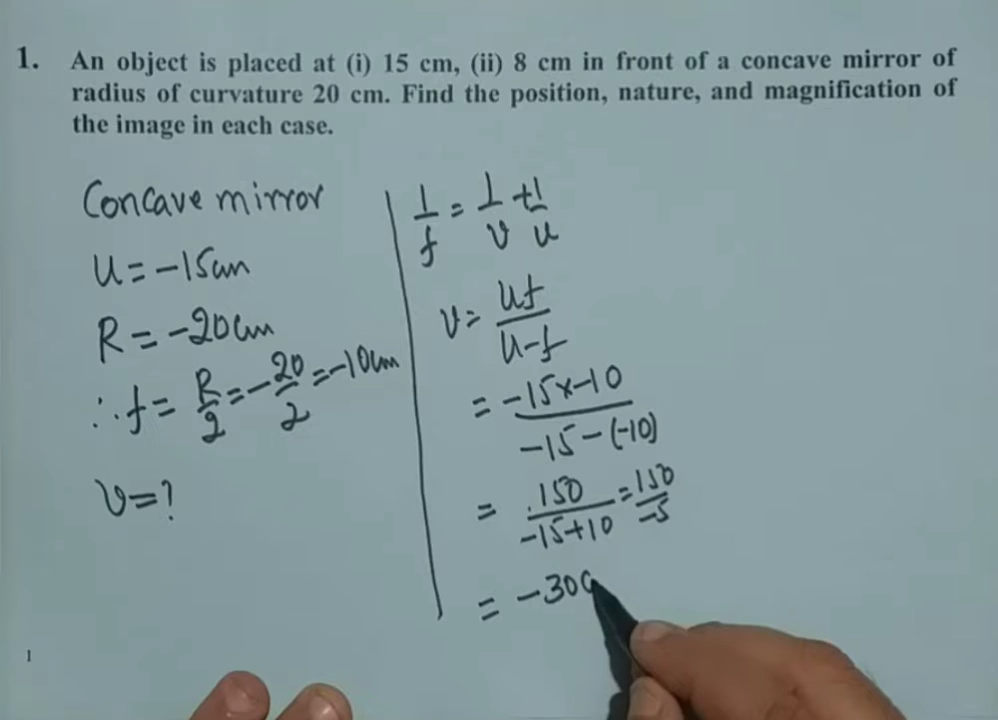 1. An object is placed at (i) 15 cm, (ii) 8 cm in front of a concave mirror of
radius of curvature 20 cm. Find the position, nature, and magnification of
the image in each case.
Concave mirror
u = -15cm
R = -20cm
∴ f = R/2 = -20/2 = -10cm
v = ?
1/f = 1/v + 1/u
v = uf/u-f
= -15x-10/-15-(-10)
= 150/-15+10 = 150/-5
= -30c
1